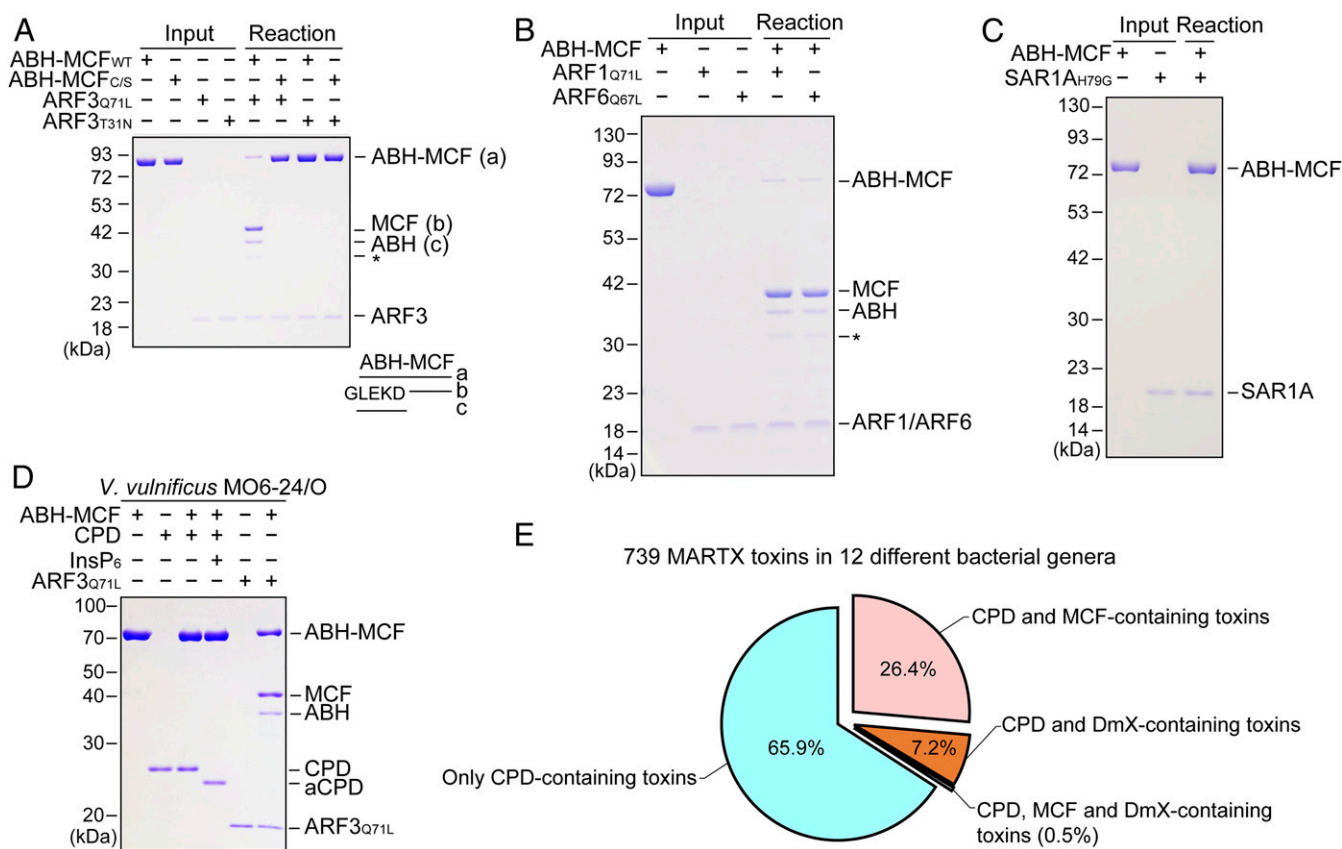 A
Input Reaction
ABH-MCFWT + – – – + – + –
ABH-MCFC/S – + – – – + – +
ARF3Q71L – – + – + + – –
ARF3T31N – – – + – – + +
93
72
53
42
30
23
18
(kDa)
ABH-MCF (a)
MCF (b)
ABH (c)
*
ARF3
ABH-MCF
a
GLEKD b
c
B
Input Reaction
ABH-MCF + – – + +
ARF1Q71L – + – + –
ARF6Q67L – – + – +
130
93
72
53
42
30
23
18
14
(kDa)
ABH-MCF
MCF
ABH
*
ARF1/ARF6
C
Input Reaction
ABH-MCF + – +
SAR1AH79G – + +
130
93
72
53
42
30
23
18
14
(kDa)
ABH-MCF
SAR1A
D
V. vulnificus MO6-24/O
ABH-MCF + – + + – +
CPD – + + + – –
InsP6 – – – + – –
ARF3Q71L – – – – + +
100
70
50
40
30
20
(kDa)
ABH-MCF
MCF
ABH
CPD
aCPD
ARF3Q71L
E
739 MARTX toxins in 12 different bacterial genera
CPD and MCF-containing toxins
26.4%
CPD and DmX-containing toxins
7.2%
65.9%
Only CPD-containing toxins
CPD, MCF and DmX-containing
toxins (0.5%)